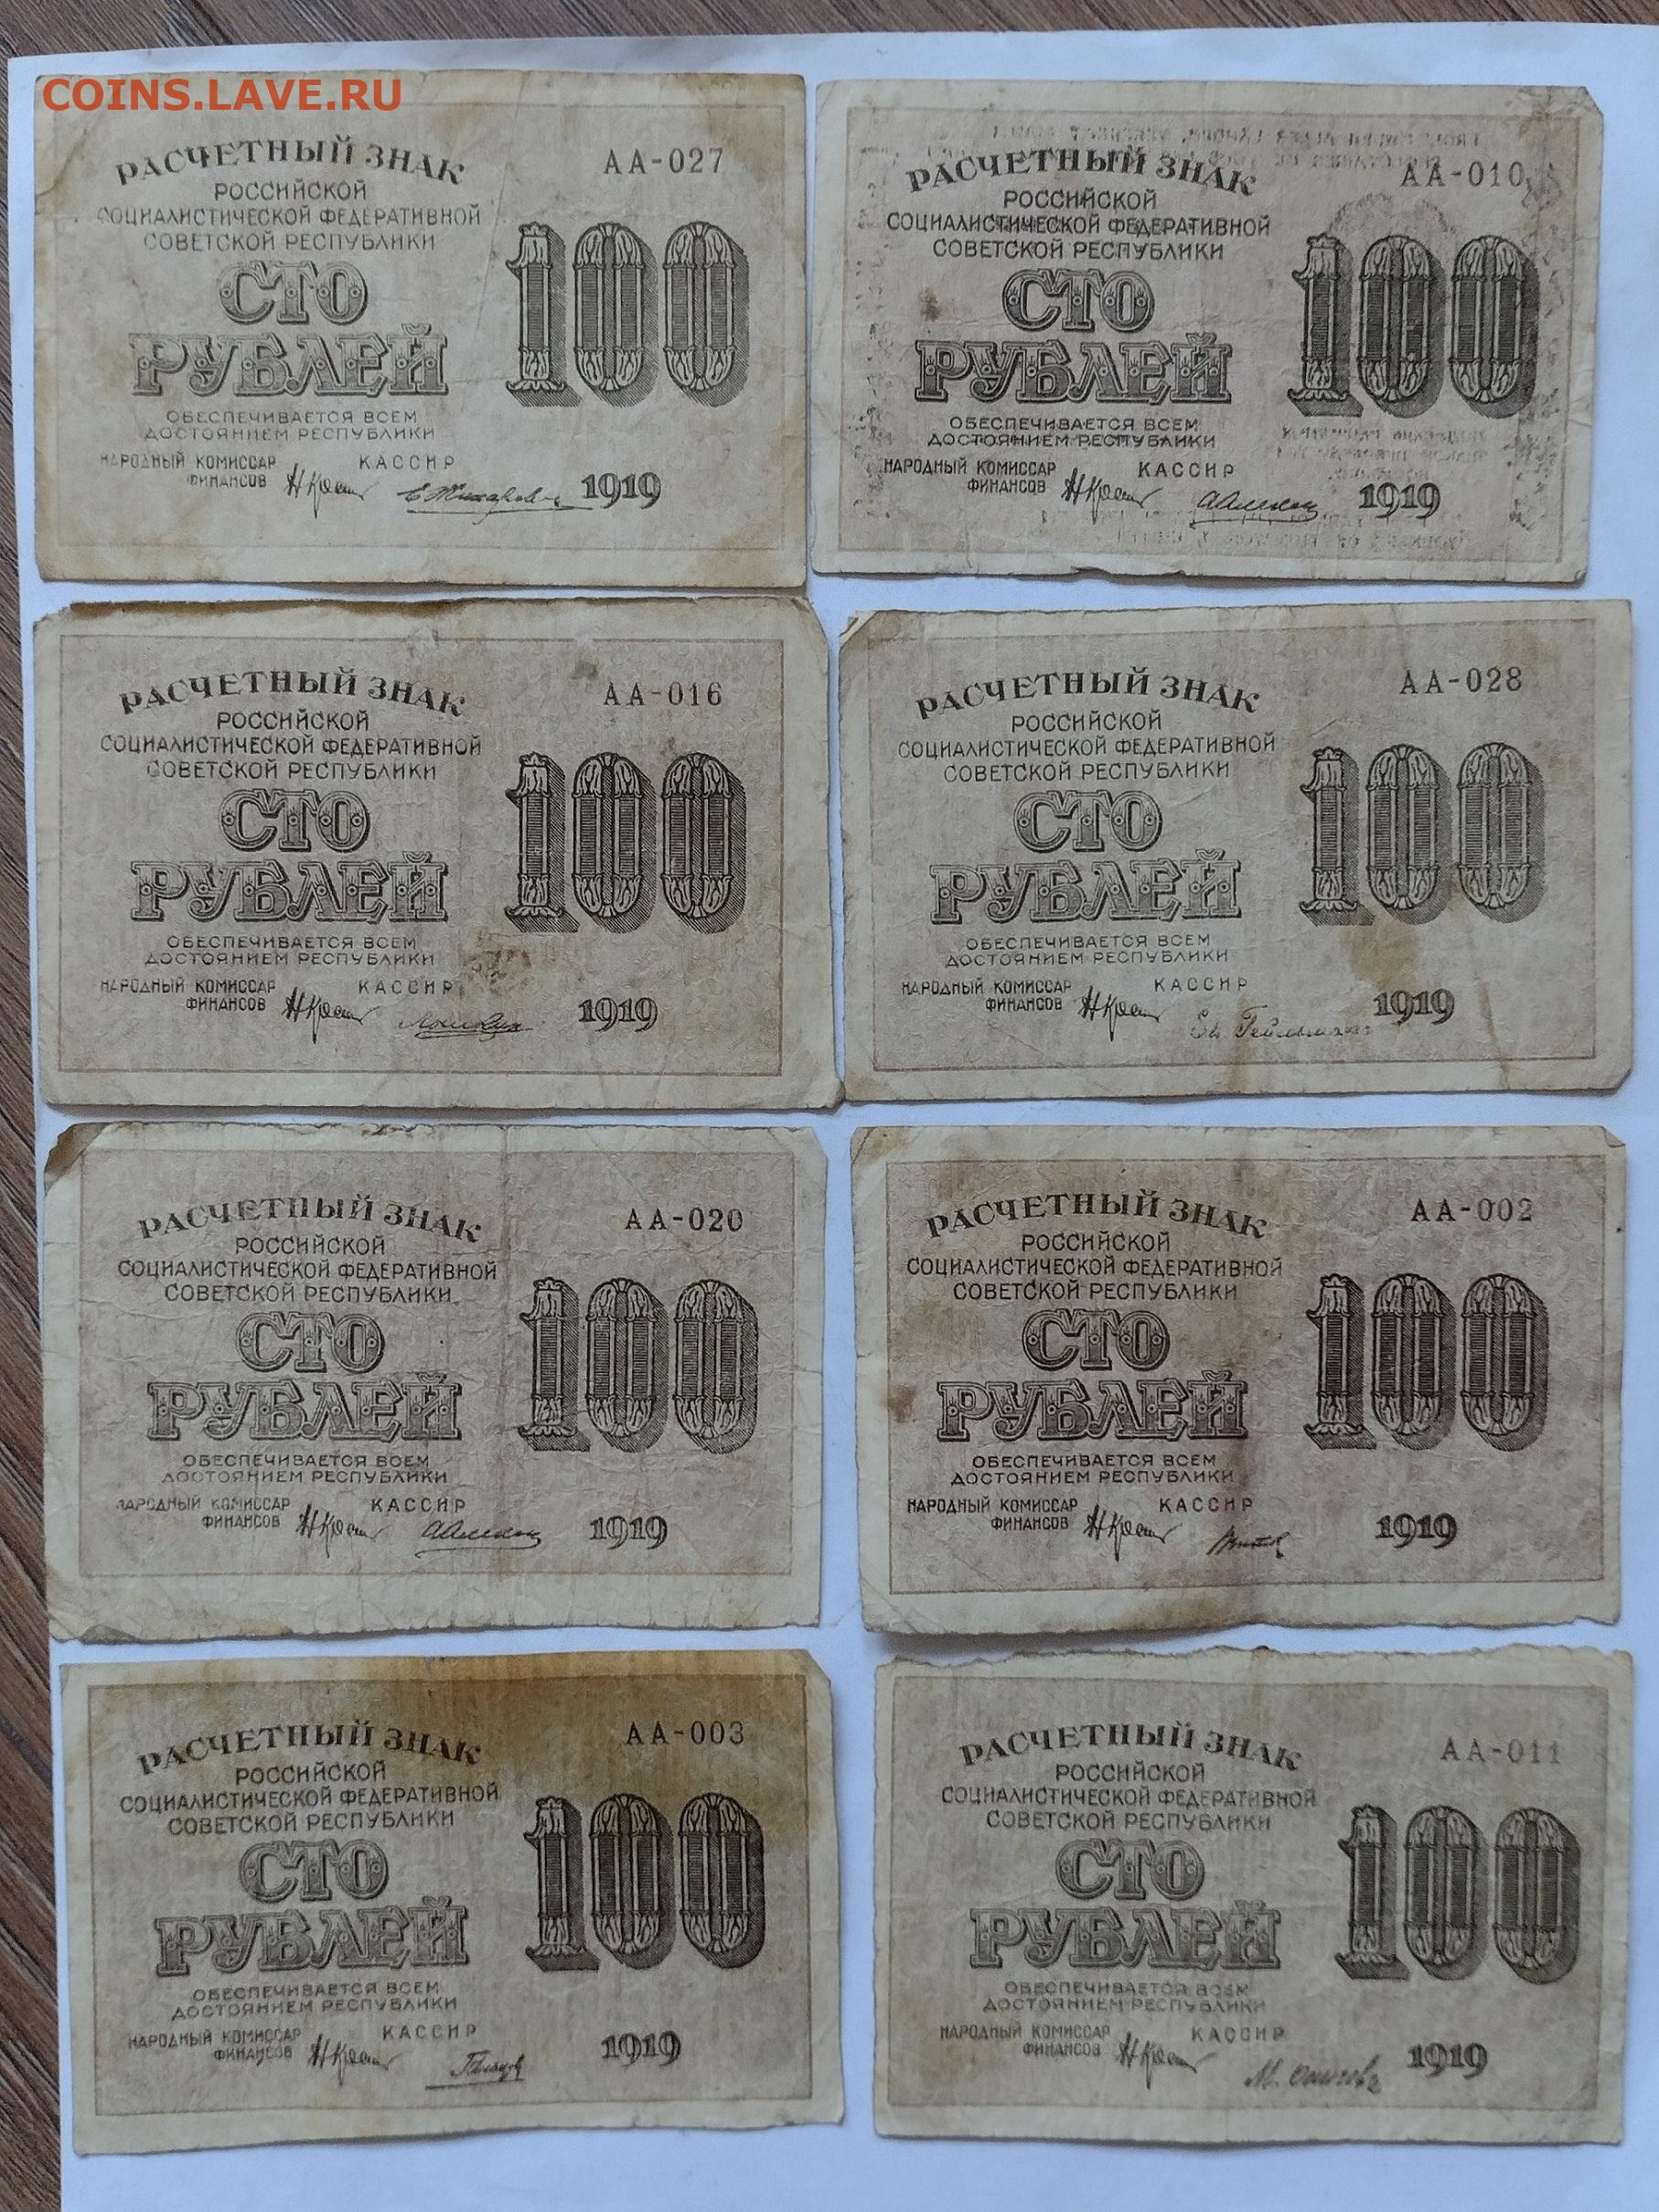 COINS.LAVE.RU
РАСЧЕТНЫЙ ЗНАК
АА-027
РОССИЙСКОЙ
СОЦИАЛИСТИЧЕСКОЙ ФЕДЕРАТИВНОЙ
СОВЕТСКОЙ РЕСПУБЛИКИ
СТО
РУБЛЕЙ
100
ОБЕСПЕЧИВАЕТСЯ ВСЕМ
ДОСТОЯНИЕМ РЕСПУБЛИКИ
НАРОДНЫЙ КОМИССАР
ФИНАНСОВ
КАССИР
1919
РАСЧЕТНЫЙ ЗНАК
АА-010
РОССИЙСКОЙ
СОЦИАЛИСТИЧЕСКОЙ ФЕДЕРАТИВНОЙ
СОВЕТСКОЙ РЕСПУБЛИКИ
СТО
РУБЛЕЙ
100
ОБЕСПЕЧИВАЕТСЯ ВСЕМ
ДОСТОЯНИЕМ РЕСПУБЛИКИ
НАРОДНЫЙ КОМИССАР
ФИНАНСОВ
КАССИР
1919
РАСЧЕТНЫЙ ЗНАК
АА-016
РОССИЙСКОЙ
СОЦИАЛИСТИЧЕСКОЙ ФЕДЕРАТИВНОЙ
СОВЕТСКОЙ РЕСПУБЛИКИ
СТО
РУБЛЕЙ
100
ОБЕСПЕЧИВАЕТСЯ ВСЕМ
ДОСТОЯНИЕМ РЕСПУБЛИКИ
НАРОДНЫЙ КОМИССАР
ФИНАНСОВ
КАССИР
1919
РАСЧЕТНЫЙ ЗНАК
АА-028
РОССИЙСКОЙ
СОЦИАЛИСТИЧЕСКОЙ ФЕДЕРАТИВНОЙ
СОВЕТСКОЙ РЕСПУБЛИКИ
СТО
РУБЛЕЙ
100
ОБЕСПЕЧИВАЕТСЯ ВСЕМ
ДОСТОЯНИЕМ РЕСПУБЛИКИ
НАРОДНЫЙ КОМИССАР
ФИНАНСОВ
КАССИР
1919
РАСЧЕТНЫЙ ЗНАК
АА-020
РОССИЙСКОЙ
СОЦИАЛИСТИЧЕСКОЙ ФЕДЕРАТИВНОЙ
СОВЕТСКОЙ РЕСПУБЛИКИ
СТО
РУБЛЕЙ
100
ОБЕСПЕЧИВАЕТСЯ ВСЕМ
ДОСТОЯНИЕМ РЕСПУБЛИКИ
НАРОДНЫЙ КОМИССАР
ФИНАНСОВ
КАССИР
1919
РАСЧЕТНЫЙ ЗНАК
АА-002
РОССИЙСКОЙ
СОЦИАЛИСТИЧЕСКОЙ ФЕДЕРАТИВНОЙ
СОВЕТСКОЙ РЕСПУБЛИКИ
СТО
РУБЛЕЙ
100
ОБЕСПЕЧИВАЕТСЯ ВСЕМ
ДОСТОЯНИЕМ РЕСПУБЛИКИ
НАРОДНЫЙ КОМИССАР
ФИНАНСОВ
КАССИР
1919
РАСЧЕТНЫЙ ЗНАК
АА-003
РОССИЙСКОЙ
СОЦИАЛИСТИЧЕСКОЙ ФЕДЕРАТИВНОЙ
СОВЕТСКОЙ РЕСПУБЛИКИ
СТО
РУБЛЕЙ
100
ОБЕСПЕЧИВАЕТСЯ ВСЕМ
ДОСТОЯНИЕМ РЕСПУБЛИКИ
НАРОДНЫЙ КОМИССАР
ФИНАНСОВ
КАССИР
1919
РАСЧЕТНЫЙ ЗНАК
АА-011
РОССИЙСКОЙ
СОЦИАЛИСТИЧЕСКОЙ ФЕДЕРАТИВНОЙ
СОВЕТСКОЙ РЕСПУБЛИКИ
СТО
РУБЛЕЙ
100
ОБЕСПЕЧИВАЕТСЯ ВСЕМ
ДОСТОЯНИЕМ РЕСПУБЛИКИ
НАРОДНЫЙ КОМИССАР
ФИНАНСОВ
КАССИР
1919